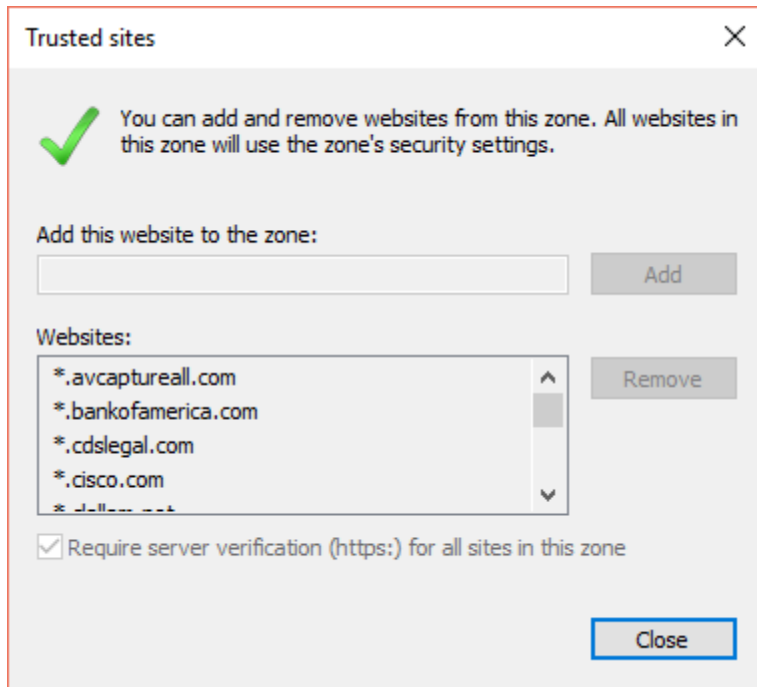 Trusted sites
You can add and remove websites from this zone. All websites in
this zone will use the zone's security settings.
Add this website to the zone:
Add
Websites:
*.avcaptureall.com
Remove
*.bankofamerica.com
*.cdslegal.com
*.cisco.com
Require server verification (https:) for all sites in this zone
Close